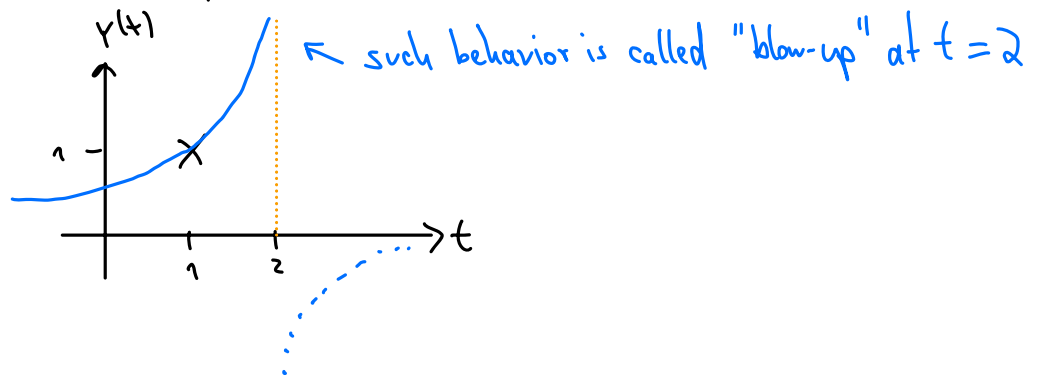 y(t)
such behavior is called "blow-up" at t = 2
1
t
1
2